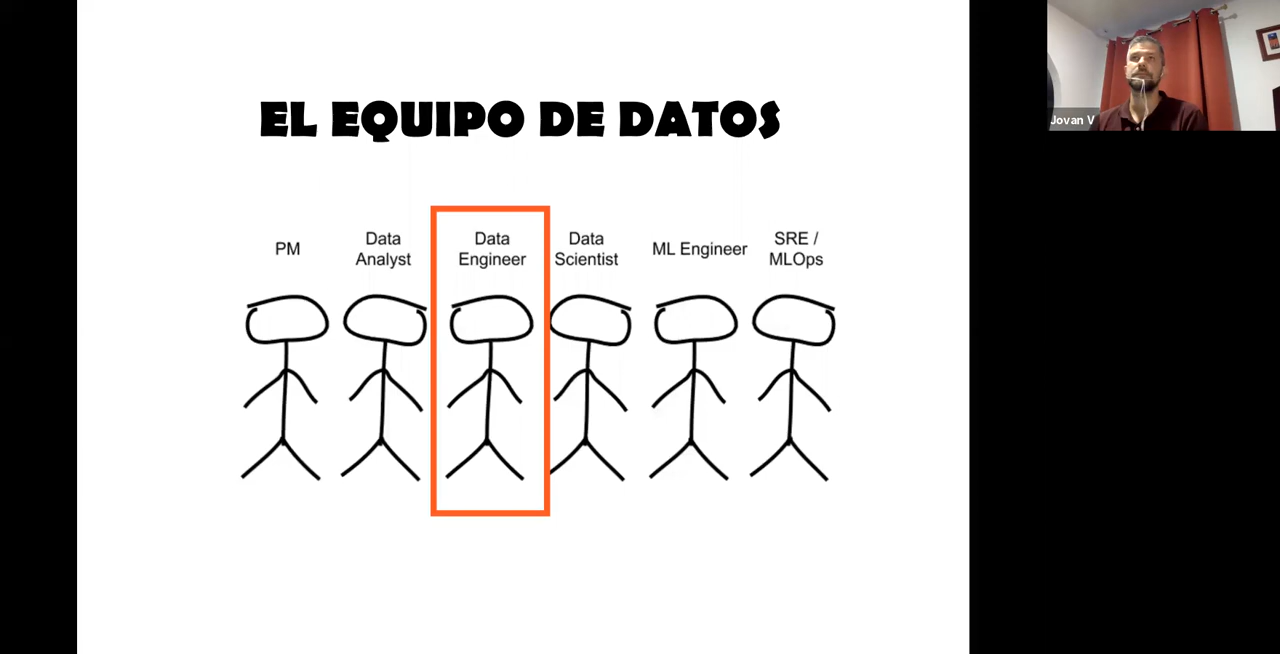 EL EQUIPO DE DATOS
PM
Data
Analyst
Data
Engineer
Data
Scientist
ML Engineer
SRE /
MLOps
Jovan V